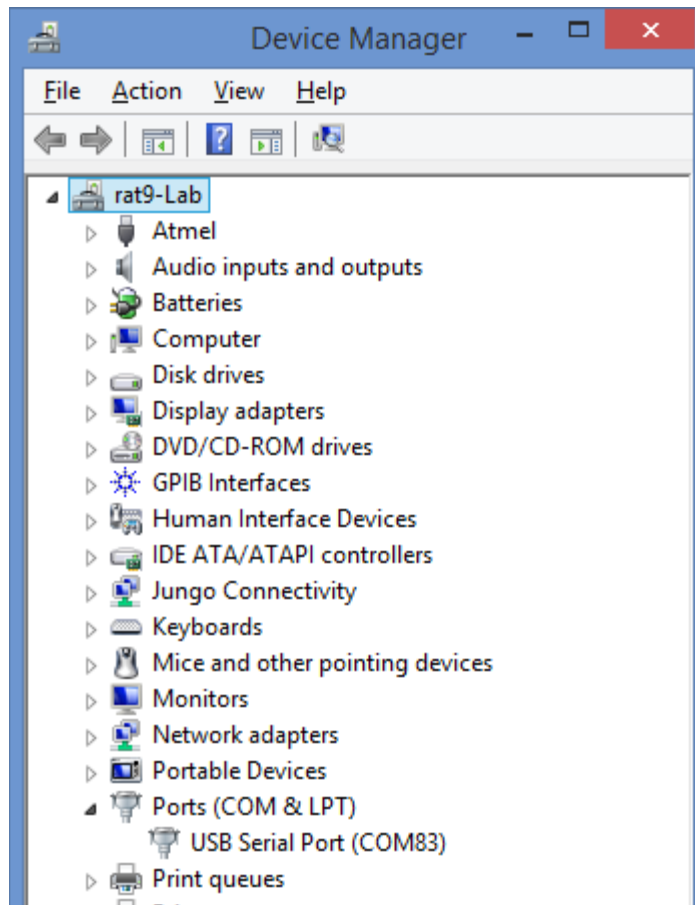 Device Manager
File Action View Help
rat9-Lab
Atmel
Audio inputs and outputs
Batteries
Computer
Disk drives
Display adapters
DVD/CD-ROM drives
GPIB Interfaces
Human Interface Devices
IDE ATA/ATAPI controllers
Jungo Connectivity
Keyboards
Mice and other pointing devices
Monitors
Network adapters
Portable Devices
Ports (COM & LPT)
USB Serial Port (COM83)
Print queues